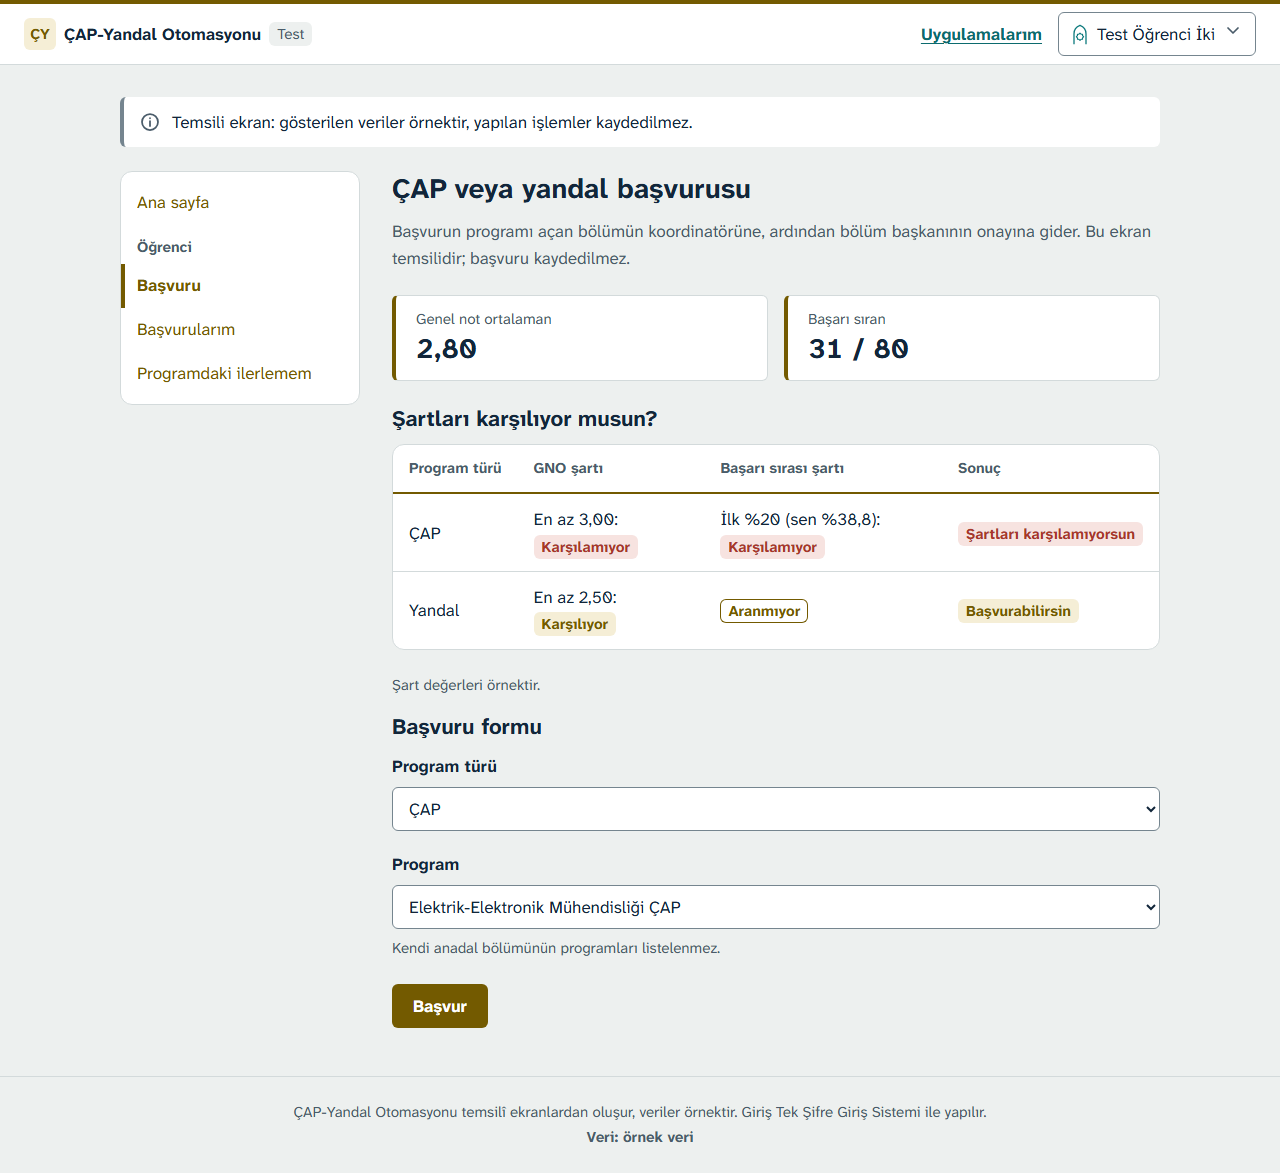 ÇY ÇAP-Yandal Otomasyonu Test
Uygulamalarım
Test Öğrenci İki
Temsili ekran: gösterilen veriler örnektir, yapılan işlemler kaydedilmez.
Ana sayfa
Öğrenci
Başvuru
Başvurularım
Programdaki ilerlemem
ÇAP veya yandal başvurusu
Başvurun programı açan bölümün koordinatörüne, ardından bölüm başkanının onayına gider. Bu ekran
temsilidir; başvuru kaydedilmez.
Genel not ortalaman
2,80
Başarı sıran
31 / 80
Şartları karşılıyor musun?
Program türü GNO şartı Başarı sırası şartı Sonuç
ÇAP
En az 3,00:
Karşılamıyor
İlk %20 (sen %38,8):
Karşılamıyor
Şartları karşılamıyorsun
Yandal
En az 2,50:
Karşılıyor
Aranmıyor
Başvurabilirsin
Şart değerleri örnektir.
Başvuru formu
Program türü
ÇAP
Program
Elektrik-Elektronik Mühendisliği ÇAP
Kendi anadal bölümünün programları listelenmez.
Başvur
ÇAP-Yandal Otomasyonu temsilî ekranlardan oluşur, veriler örnektir. Giriş Tek Şifre Giriş Sistemi ile yapılır.
Veri: örnek veri